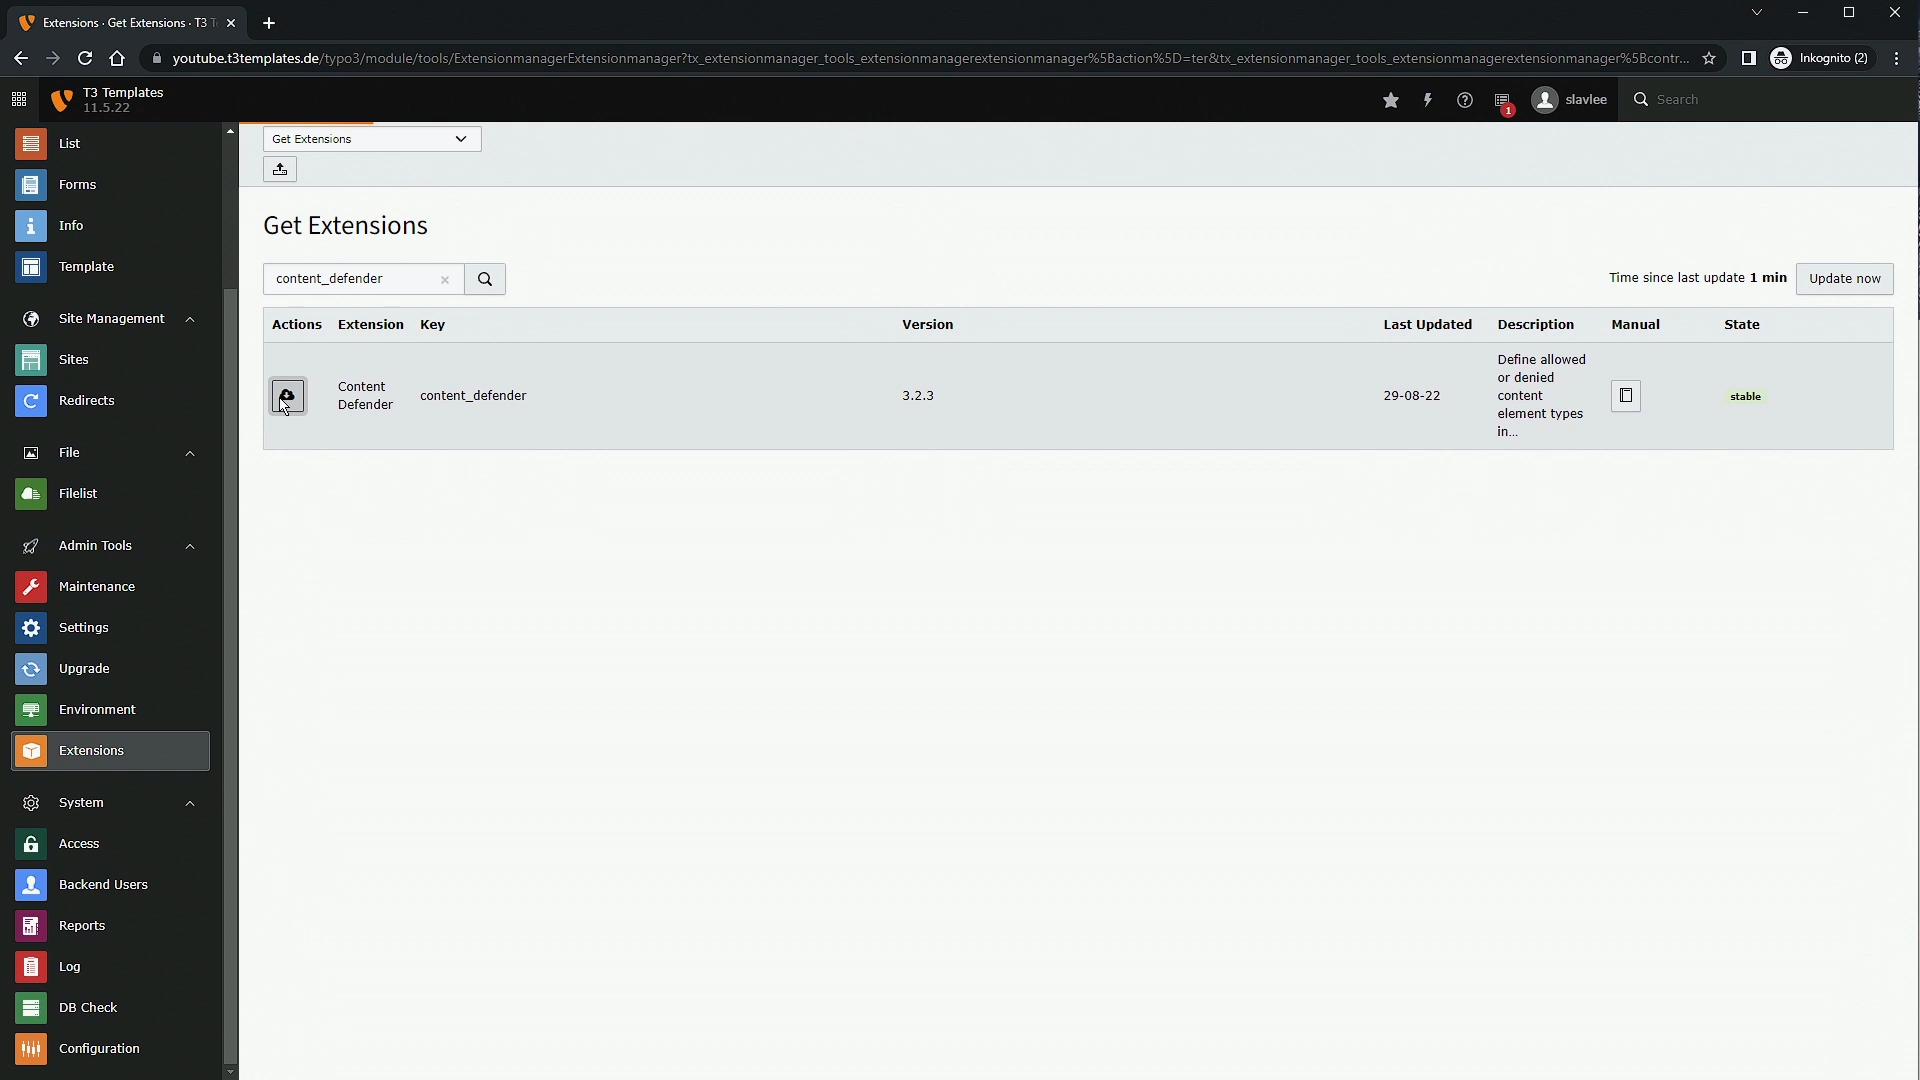 Extensions · Get Extensions · T3 T
youtube.t3templates.de/typo3/module/tools/ExtensionmanagerExtensionmanager?tx_extensionmanager_tools_extensionmanagerextensionmanager%5Baction%5D=ter&tx_extensionmanager_tools_extensionmanagerextensionmanager%5Bcontr...
Inkognito (2)
T3 Templates
11.5.22
1
slavlee
Search
List
Forms
Info
Template
Site Management
Sites
Redirects
File
Filelist
Admin Tools
Maintenance
Settings
Upgrade
Environment
Extensions
System
Access
Backend Users
Reports
Log
DB Check
Configuration
Get Extensions
Get Extensions
content_defender
Time since last update 1 min
Update now
Actions Extension Key Version Last Updated Description Manual State
Content
Defender
content_defender
3.2.3
29-08-22
Define allowed
or denied
content
element types
in...
stable